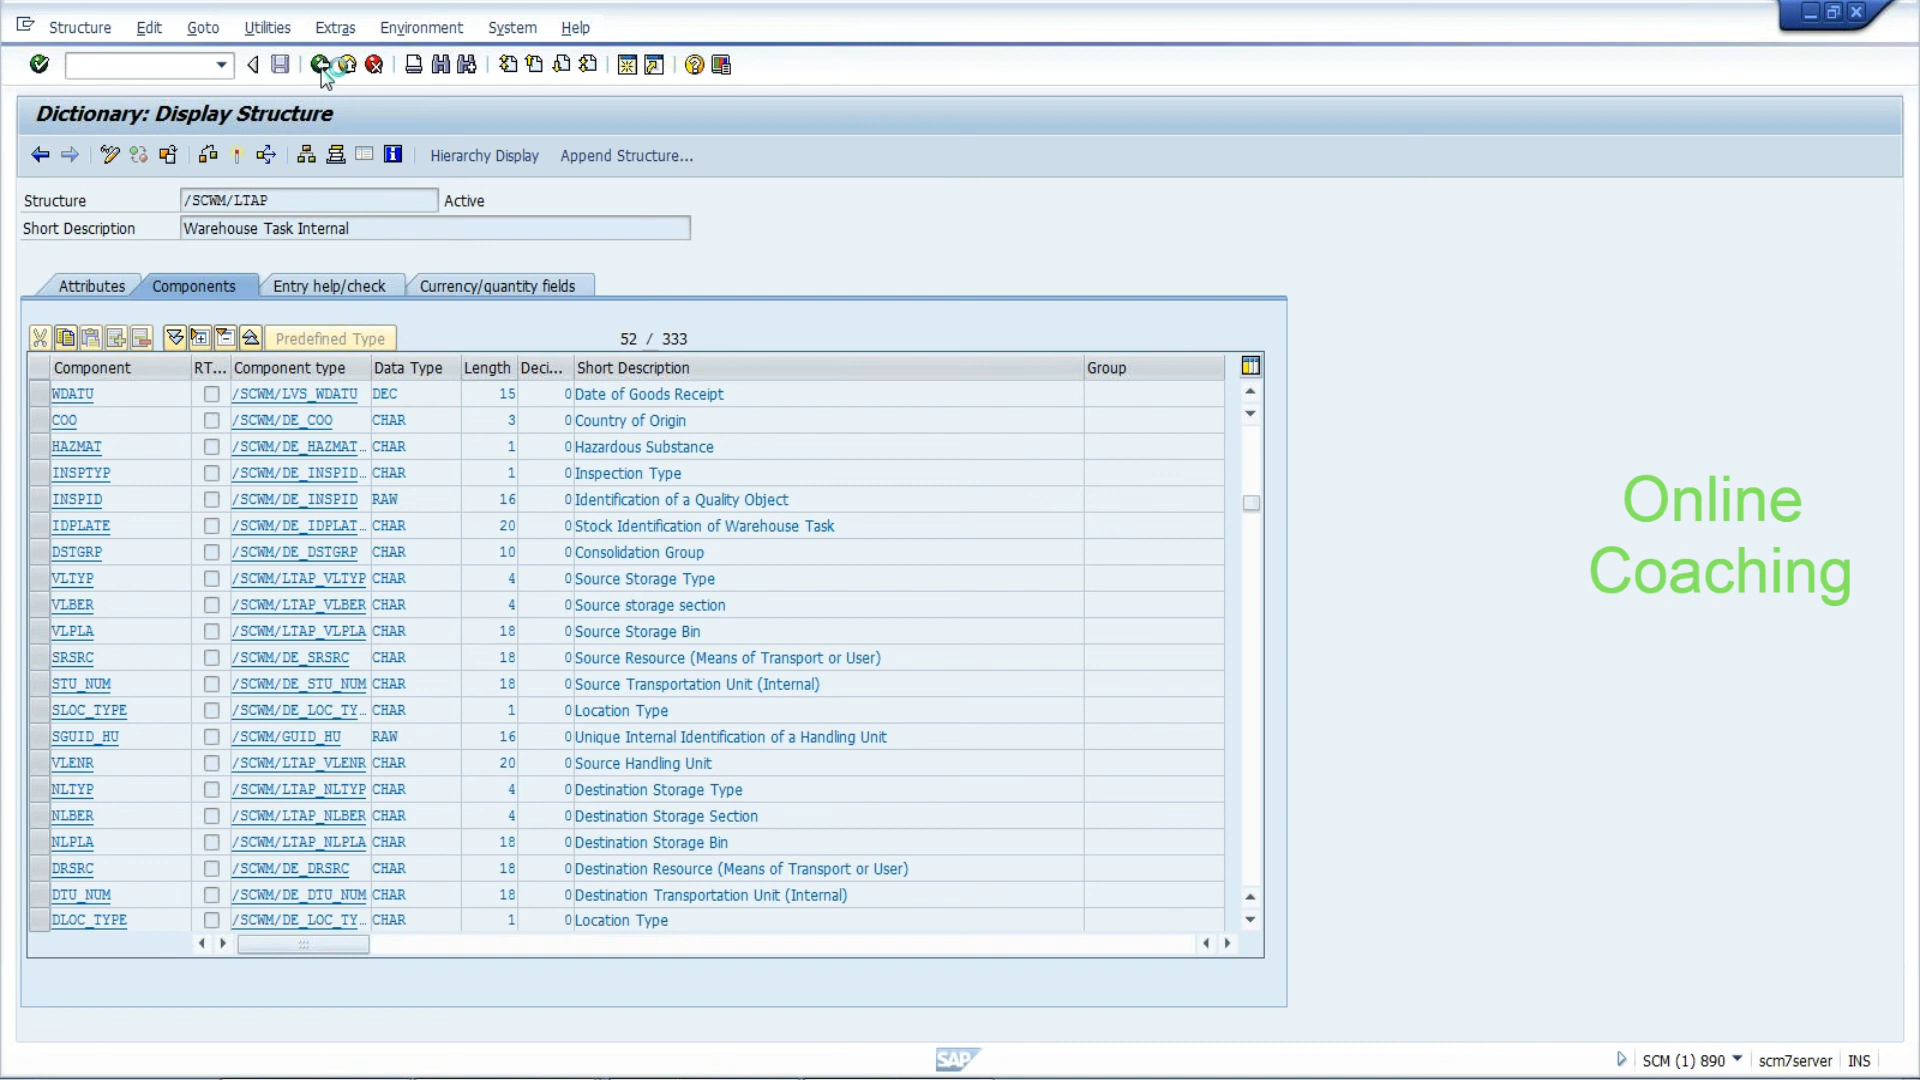 Structure Edit Goto Utilities Extras Environment System Help
Dictionary: Display Structure
Hierarchy Display Append Structure...
Structure /SCWM/LTAP Active
Short Description Warehouse Task Internal
Attributes Components Entry help/check Currency/quantity fields
Predefined Type 52 / 333
Component RT... Component type Data Type Length Deci... Short Description Group
WDATU /SCWM/LVS_WDATU DEC 15 0 Date of Goods Receipt
COO /SCWM/DE_COO CHAR 3 0 Country of Origin
HAZMAT /SCWM/DE_HAZMAT... CHAR 1 0 Hazardous Substance
INSPTYP /SCWM/DE_INSPID... CHAR 1 0 Inspection Type
INSPID /SCWM/DE_INSPID RAW 16 0 Identification of a Quality Object
IDPLATE /SCWM/DE_IDPLAT... CHAR 20 0 Stock Identification of Warehouse Task
DSTGRP /SCWM/DE_DSTGRP CHAR 10 0 Consolidation Group
VLTYP /SCWM/LTAP_VLTYP CHAR 4 0 Source Storage Type
VLBER /SCWM/LTAP_VLBER CHAR 4 0 Source storage section
VLPLA /SCWM/LTAP_VLPLA CHAR 18 0 Source Storage Bin
SRSRC /SCWM/DE_SRSRC CHAR 18 0 Source Resource (Means of Transport or User)
STU_NUM /SCWM/DE_STU_NUM CHAR 18 0 Source Transportation Unit (Internal)
SLOC_TYPE /SCWM/DE_LOC_TY... CHAR 1 0 Location Type
SGUID_HU /SCWM/GUID_HU RAW 16 0 Unique Internal Identification of a Handling Unit
VLENR /SCWM/LTAP_VLENR CHAR 20 0 Source Handling Unit
NLTYP /SCWM/LTAP_NLTYP CHAR 4 0 Destination Storage Type
NLBER /SCWM/LTAP_NLBER CHAR 4 0 Destination Storage Section
NLPLA /SCWM/LTAP_NLPLA CHAR 18 0 Destination Storage Bin
DRSRC /SCWM/DE_DRSRC CHAR 18 0 Destination Resource (Means of Transport or User)
DTU_NUM /SCWM/DE_DTU_NUM CHAR 18 0 Destination Transportation Unit (Internal)
DLOC_TYPE /SCWM/DE_LOC_TY... CHAR 1 0 Location Type
Online
Coaching
SAP SCM (1) 890 scm7server INS